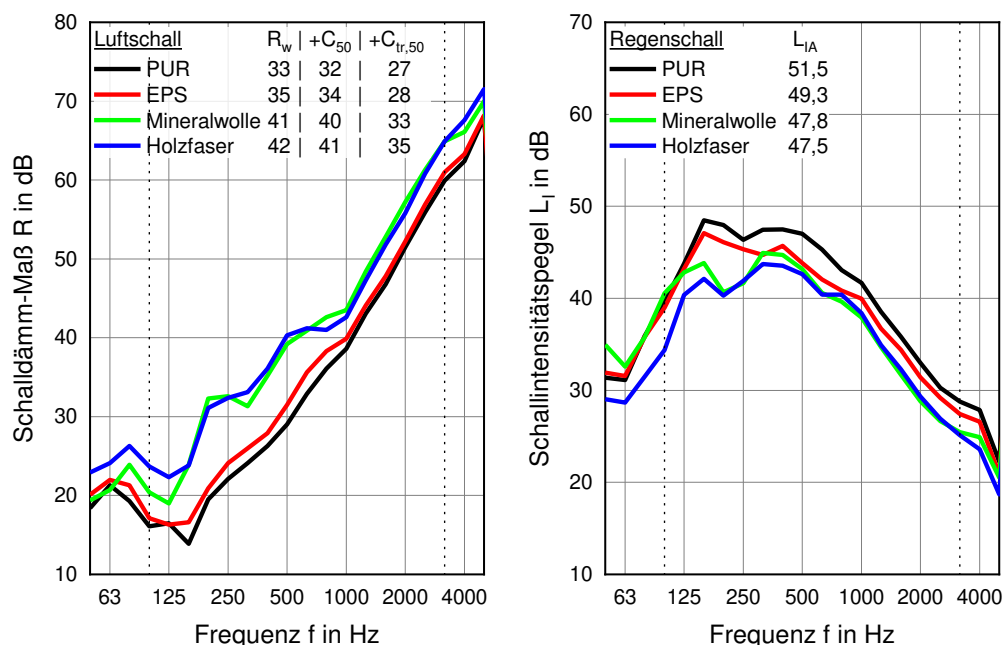 Luftschall R_w | +C_50 | +C_tr,50
PUR 33 | 32 | 27
EPS 35 | 34 | 28
Mineralwolle 41 | 40 | 33
Holzfaser 42 | 41 | 35
80
70
60
50
40
30
20
10
Schalldämm-Maß R in dB
63 125 250 500 1000 2000 4000
Frequenz f in Hz
Regenschall L_IA
PUR 51,5
EPS 49,3
Mineralwolle 47,8
Holzfaser 47,5
70
60
50
40
30
20
10
Schallintensitätspegel L_I in dB
63 125 250 500 1000 2000 4000
Frequenz f in Hz